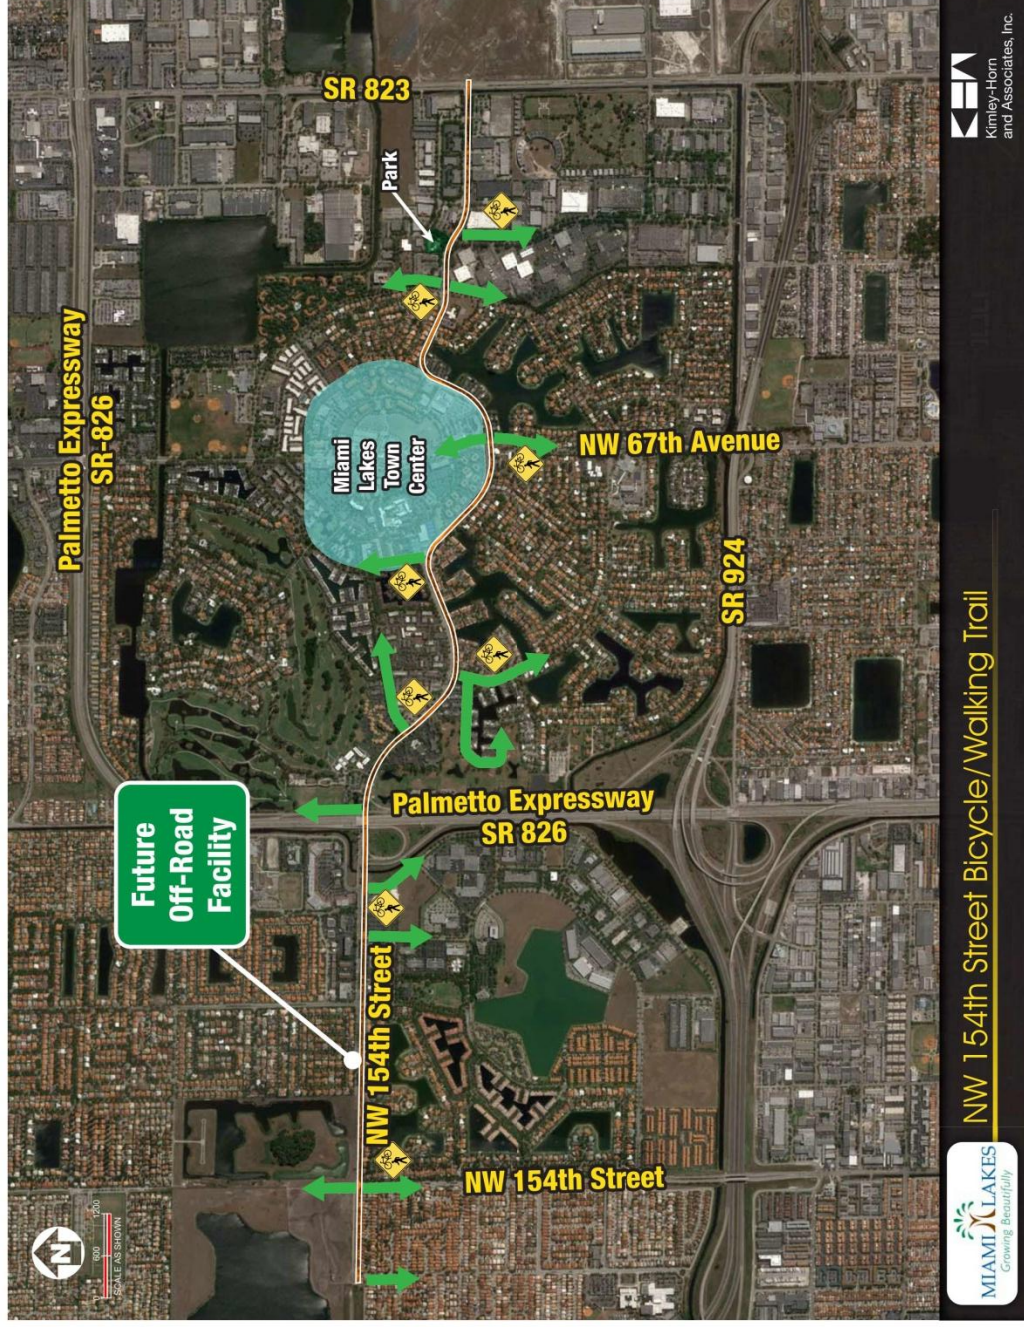 SR 823
Park
Palmetto Expressway
SR-826
Miami
Lakes
Town
Center
NW 67th Avenue
SR 924
Future
Off-Road
Facility
Palmetto Expressway
SR 826
NW 154th Street
NW 154th Street
N
600
1200
SCALE AS SHOWN
Kimley-Horn
and Associates, Inc.
NW 154th Street Bicycle/Walking Trail
MIAMI LAKES
Growing Beautifully